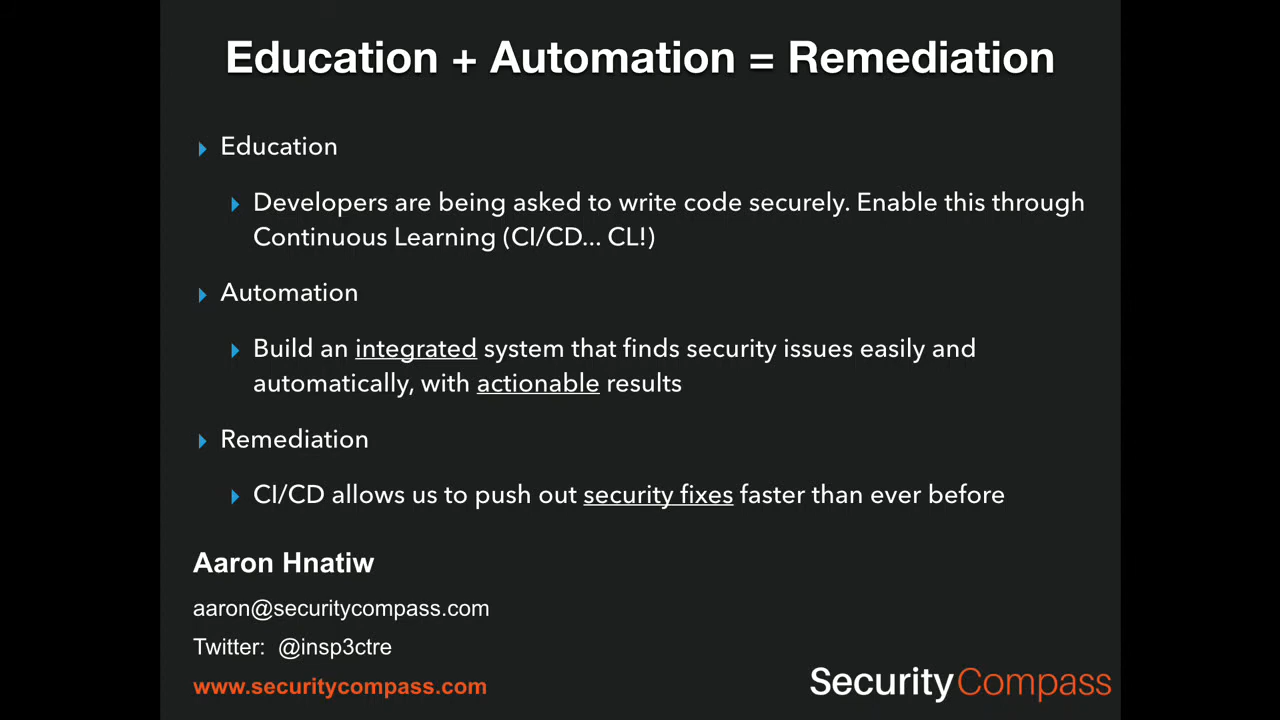 Education + Automation = Remediation
Education
Developers are being asked to write code securely. Enable this through
Continuous Learning (CI/CD... CL!)
Automation
Build an integrated system that finds security issues easily and
automatically, with actionable results
Remediation
CI/CD allows us to push out security fixes faster than ever before
Aaron Hnatiw
aaron@securitycompass.com
Twitter: @insp3ctre
www.securitycompass.com
SecurityCompass